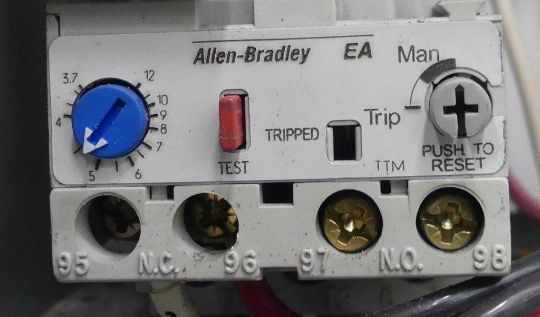 Allen-Bradley EA Man
3.7 12
10
4 9
8
7
5 6
TEST
TRIPPED
Trip
TTM
PUSH TO
RESET
95 N.C. 96 97 N.O. 98